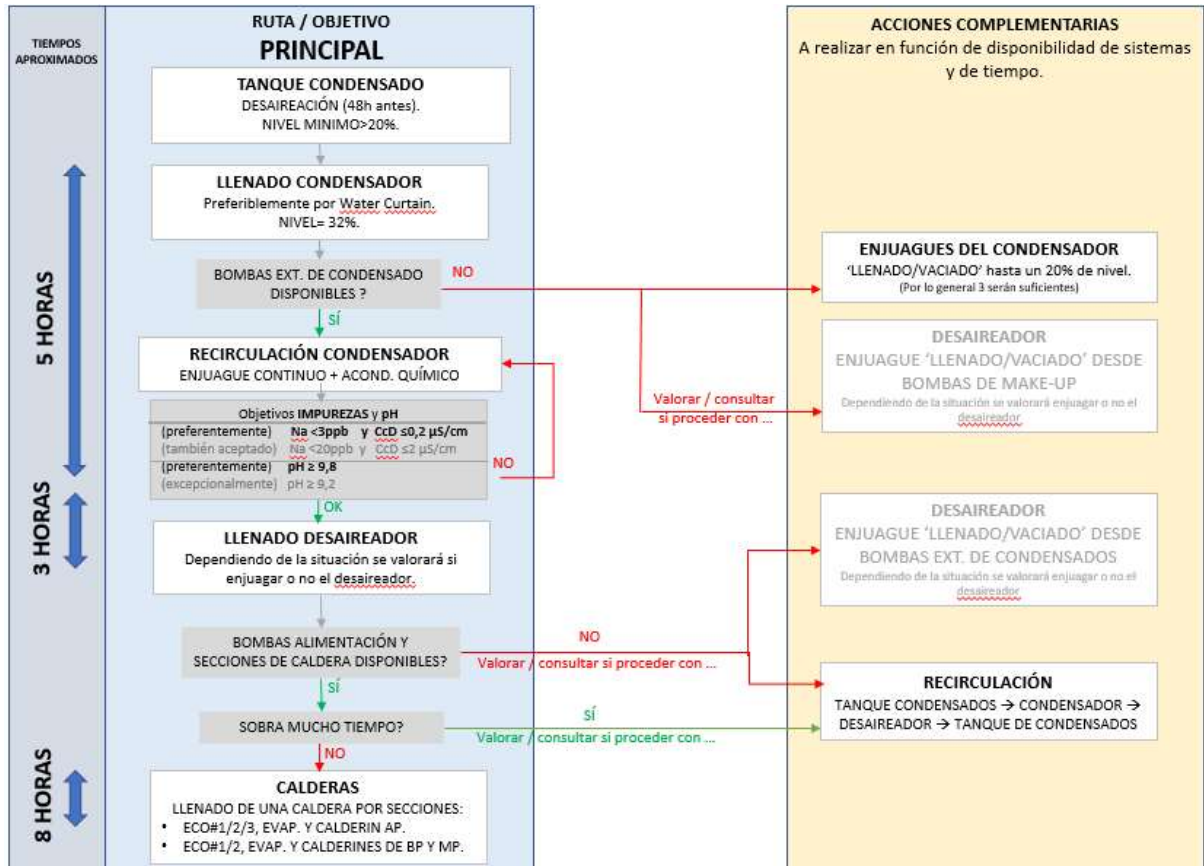 TIEMPOS
APROXIMADOS
5 HORAS
3 HORAS
8 HORAS
RUTA / OBJETIVO
PRINCIPAL
TANQUE CONDENSADO
DESAIREACIÓN (48h antes).
NIVEL MINIMO>20%.
LLENADO CONDENSADOR
Preferiblemente por Water Curtain.
NIVEL= 32%.
BOMBAS EXT. DE CONDENSADO
DISPONIBLES ?
NO
SÍ
RECIRCULACIÓN CONDENSADOR
ENJUAGUE CONTINUO + ACOND. QUÍMICO
Objetivos IMPUREZAS y pH
(preferentemente) Na <3ppb y CcD ≤0,2 µS/cm
(también aceptado) Na <20ppb y CcD ≤2 µS/cm
(preferentemente) pH ≥ 9,8
(excepcionalmente) pH ≥ 9,2
NO
OK
LLENADO DESAIREADOR
Dependiendo de la situación se valorará si
enjuagar o no el desaireador.
BOMBAS ALIMENTACIÓN Y
SECCIONES DE CALDERA DISPONIBLES?
NO
Valorar / consultar si proceder con ...
SÍ
SOBRA MUCHO TIEMPO?
SÍ
Valorar / consultar si proceder con ...
NO
CALDERAS
LLENADO DE UNA CALDERA POR SECCIONES:
• ECO#1/2/3, EVAP. Y CALDERIN AP.
• ECO#1/2, EVAP. Y CALDERINES DE BP Y MP.
Valorar / consultar
si proceder con ...
ACCIONES COMPLEMENTARIAS
A realizar en función de disponibilidad de sistemas
y de tiempo.
ENJUAGUES DEL CONDENSADOR
'LLENADO/VACIADO' hasta un 20% de nivel.
(Por lo general 3 serán suficientes)
DESAIREADOR
ENJUAGUE 'LLENADO/VACIADO' DESDE
BOMBAS DE MAKE-UP
Dependiendo de la situación se valorará enjuagar o no el
desaireador
DESAIREADOR
ENJUAGUE 'LLENADO/VACIADO' DESDE
BOMBAS EXT. DE CONDENSADOS
Dependiendo de la situación se valorará enjuagar o no el
desaireador
RECIRCULACIÓN
TANQUE CONDENSADOS → CONDENSADOR →
DESAIREADOR → TANQUE DE CONDENSADOS